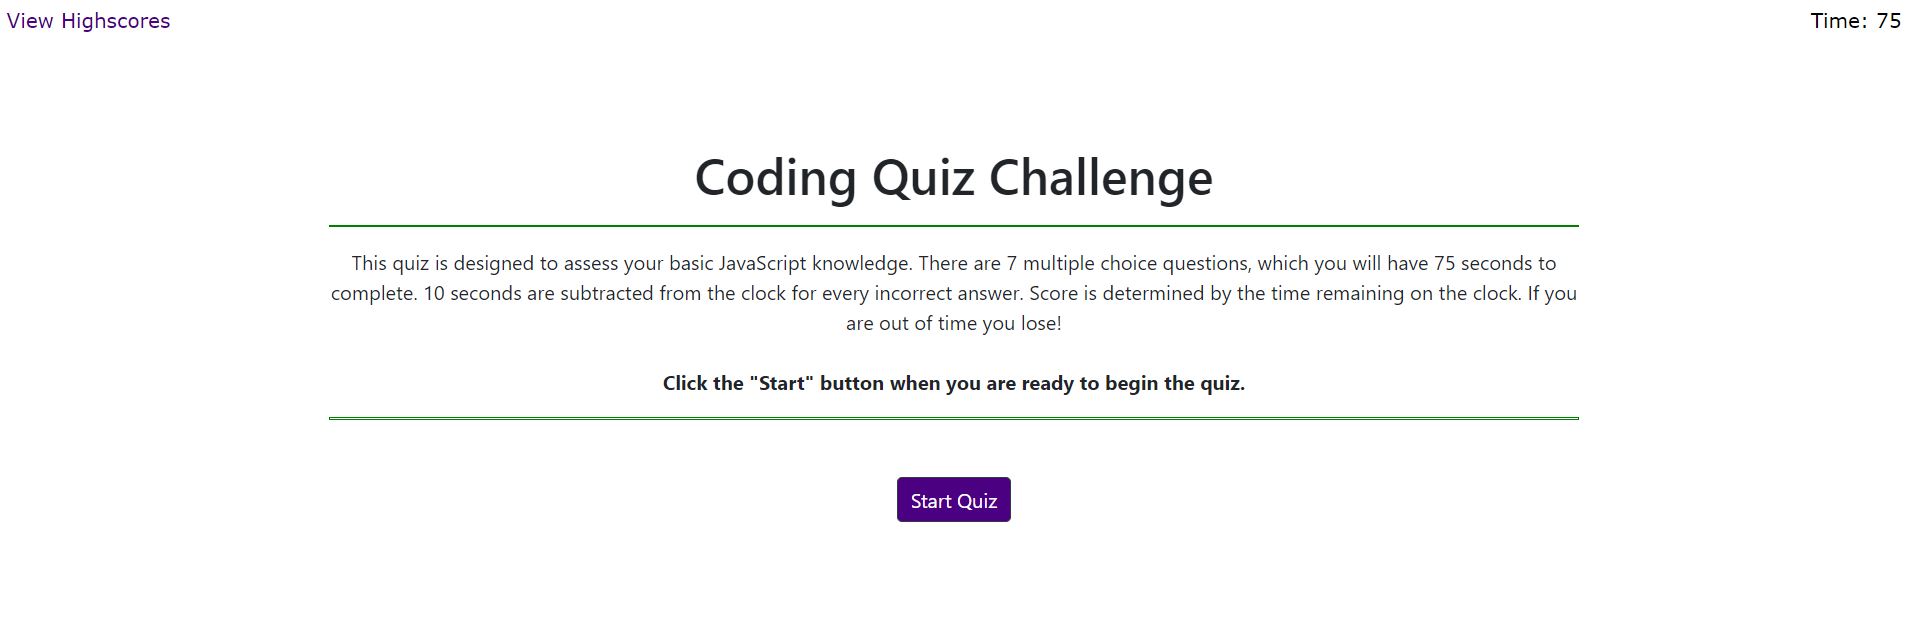 View Highscores
Time: 75
Coding Quiz Challenge
This quiz is designed to assess your basic JavaScript knowledge. There are 7 multiple choice questions, which you will have 75 seconds to
complete. 10 seconds are subtracted from the clock for every incorrect answer. Score is determined by the time remaining on the clock. If you
are out of time you lose!
Click the "Start" button when you are ready to begin the quiz.
Start Quiz